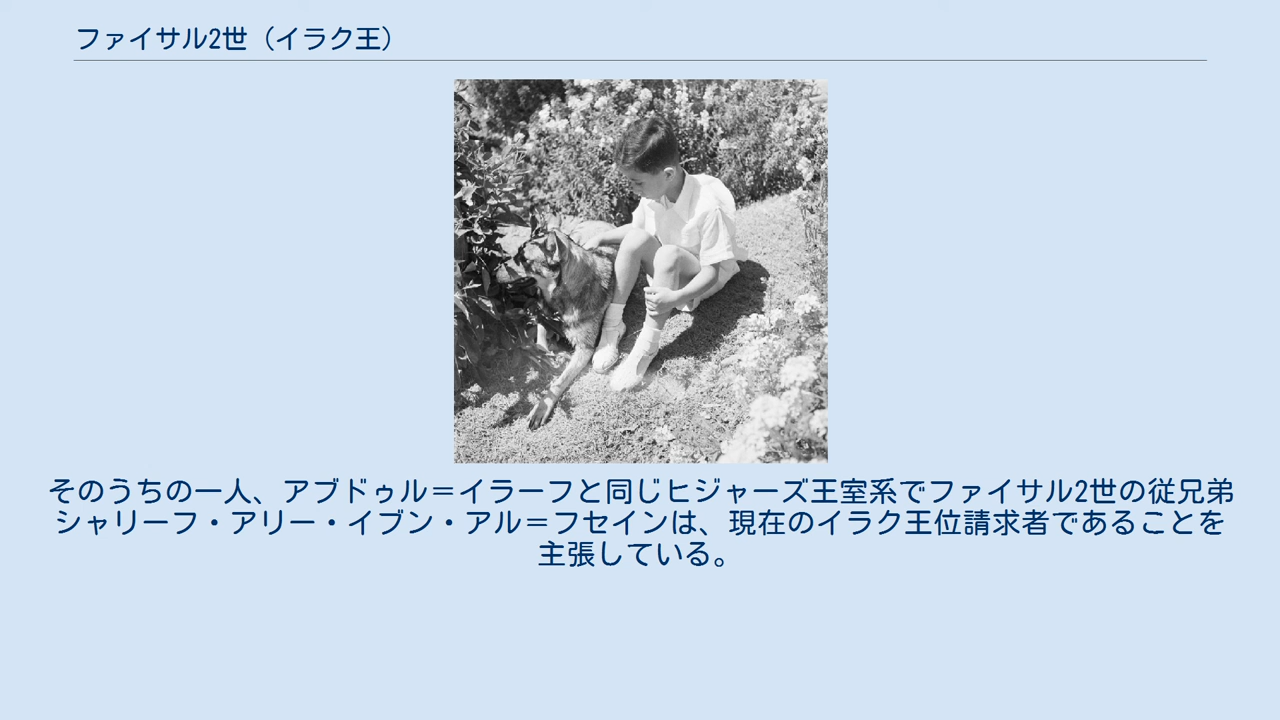 ファイサル2世（イラク王）
そのうちの一人、アブドゥル＝イラーフと同じヒジャーズ王室系でファイサル2世の従兄弟
シャリーフ・アリー・イブン・アル＝フセインは、現在のイラク王位請求者であることを
主張している。